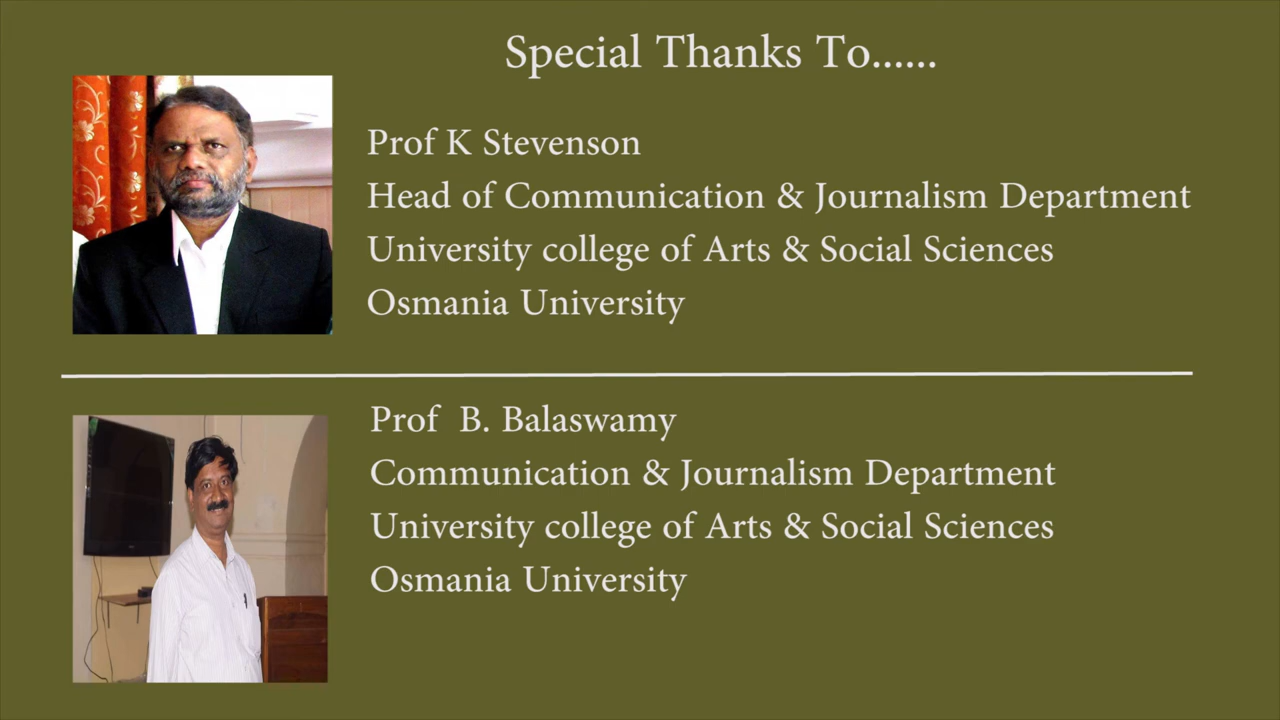 Special Thanks To......
Prof K Stevenson
Head of Communication & Journalism Department
University college of Arts & Social Sciences
Osmania University
Prof B. Balaswamy
Communication & Journalism Department
University college of Arts & Social Sciences
Osmania University